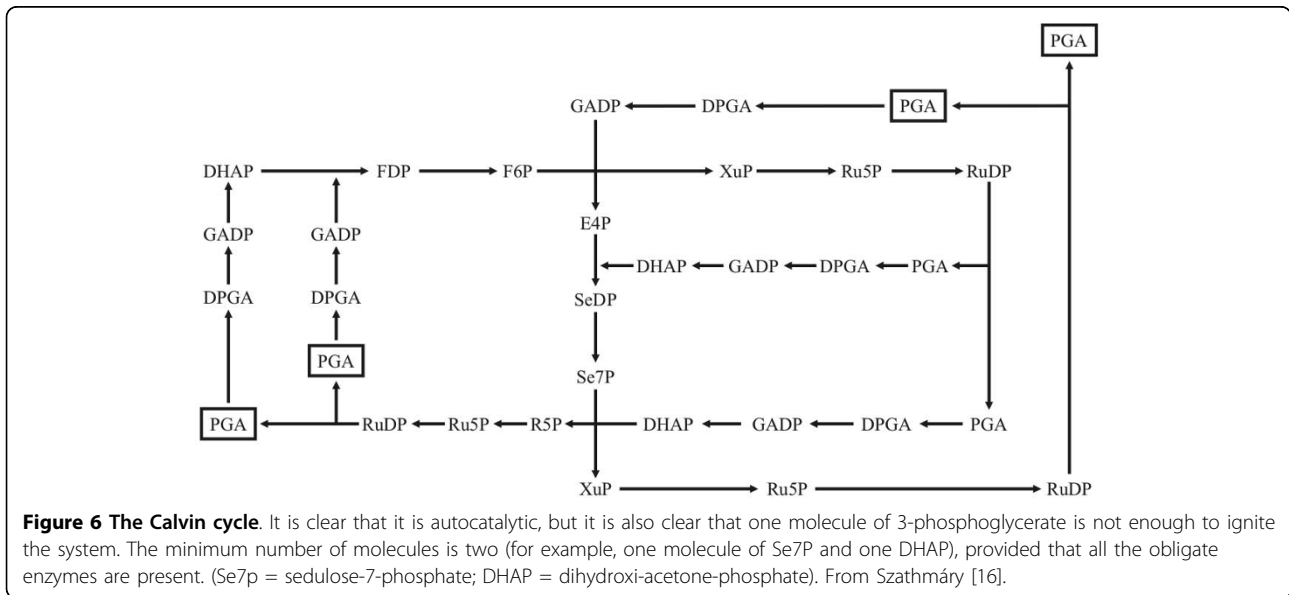 PGA
GADP DPGA PGA
DHAP FDP F6P XuP Ru5P RuDP
E4P
GADP GADP
DHAP GADP DPGA PGA
DPGA DPGA SeDP
PGA
Se7P
PGA RuDP Ru5P R5P DHAP GADP DPGA PGA
XuP Ru5P RuDP
Figure 6 The Calvin cycle. It is clear that it is autocatalytic, but it is also clear that one molecule of 3-phosphoglycerate is not enough to ignite
the system. The minimum number of molecules is two (for example, one molecule of Se7P and one DHAP), provided that all the obligate
enzymes are present. (Se7p = sedulose-7-phosphate; DHAP = dihydroxi-acetone-phosphate). From Szathmáry [16].